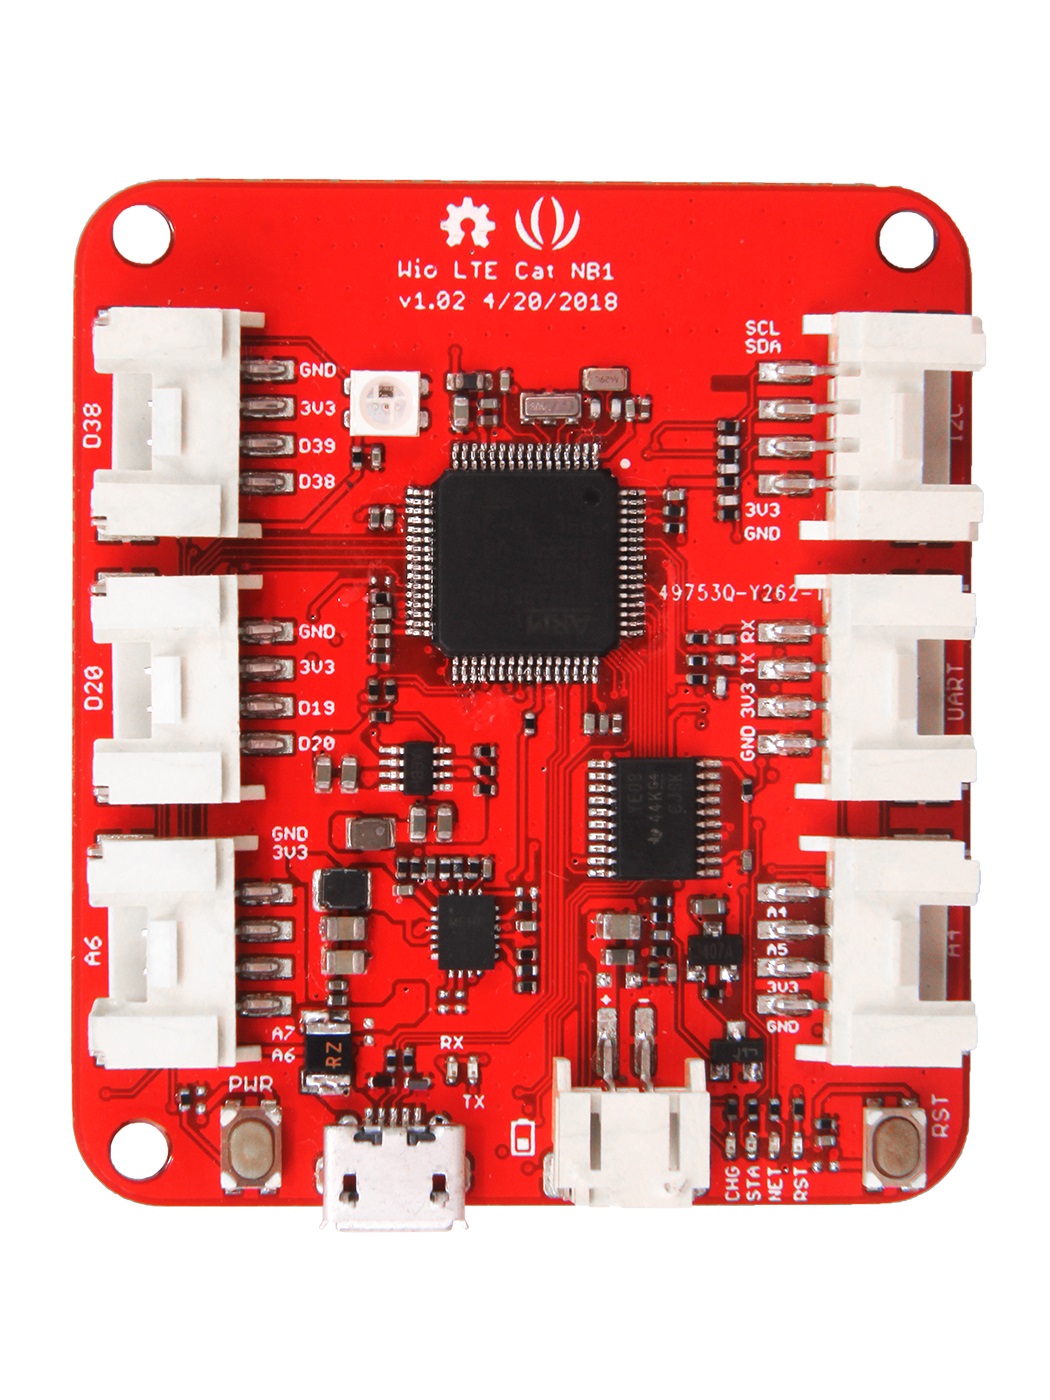 Wio LTE Cat NB1
v1.02 4/20/2018
D38
GND
3V3
D39
D38
SCL
SDA
3V3
GND
I2C
49753Q-Y262-1
D20
GND
3V3
D19
D20
RX
TX
3V3
GND
UART
ARM
GND
3V3
A6
A7
A6
A4
A5
3V3
GND
A4
+
-
RZ
RX
TX
PWR
CHG
STA
NET
RST
RST